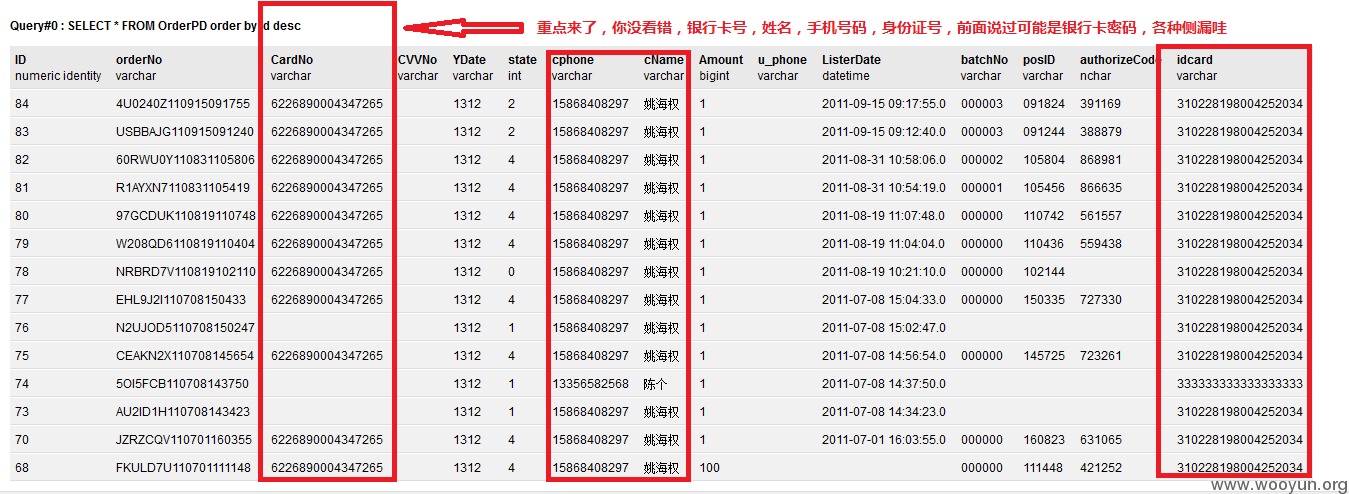 Query#0 : SELECT * FROM OrderPD order by id desc
重点来了，你没看错，银行卡号，姓名，手机号码，身份证号，前面说过可能是银行卡密码，各种侧漏哇
ID orderNo CardNo CVVNo YDate state cphone cName Amount u_phone ListerDate batchNo posID authorizeCode idcard
numeric identity varchar varchar varchar varchar int varchar varchar bigint varchar datetime varchar varchar nchar varchar
84 4U0240Z110915091755 6226890004347265 1312 2 15868408297 姚海权 1 2011-09-15 09:17:55.0 000003 091824 391169 310228198004252034
83 USBBAJG110915091240 6226890004347265 1312 2 15868408297 姚海权 1 2011-09-15 09:12:40.0 000003 091244 388879 310228198004252034
82 60RWU0Y110831105806 6226890004347265 1312 4 15868408297 姚海权 1 2011-08-31 10:58:06.0 000002 105804 868981 310228198004252034
81 R1AYXN7110831105419 6226890004347265 1312 4 15868408297 姚海权 1 2011-08-31 10:54:19.0 000001 105456 866635 310228198004252034
80 97GCDUK110819110748 6226890004347265 1312 4 15868408297 姚海权 1 2011-08-19 11:07:48.0 000000 110742 561557 310228198004252034
79 W208QD6110819110404 6226890004347265 1312 4 15868408297 姚海权 1 2011-08-19 11:04:04.0 000000 110436 559438 310228198004252034
78 NRBRD7V110819102110 6226890004347265 1312 0 15868408297 姚海权 1 2011-08-19 10:21:10.0 000000 102144 310228198004252034
77 EHL9J2I110708150433 6226890004347265 1312 4 15868408297 姚海权 1 2011-07-08 15:04:33.0 000000 150335 727330 310228198004252034
76 N2UJOD5110708150247 1312 1 15868408297 姚海权 1 2011-07-08 15:02:47.0 310228198004252034
75 CEAKN2X110708145654 6226890004347265 1312 4 15868408297 姚海权 1 2011-07-08 14:56:54.0 000000 145725 723261 310228198004252034
74 5OI5FCB110708143750 1312 1 13356582568 陈个 1 2011-07-08 14:37:50.0 333333333333333333
73 AU2ID1H110708143423 1312 1 15868408297 姚海权 1 2011-07-08 14:34:23.0 310228198004252034
70 JZRZCQV110701160355 6226890004347265 1312 4 15868408297 姚海权 1 2011-07-01 16:03:55.0 000000 160823 631065 310228198004252034
68 FKULD7U110701111148 6226890004347265 1312 4 15868408297 姚海权 100 000000 111448 421252 310228198004252034
www.wooyun.org